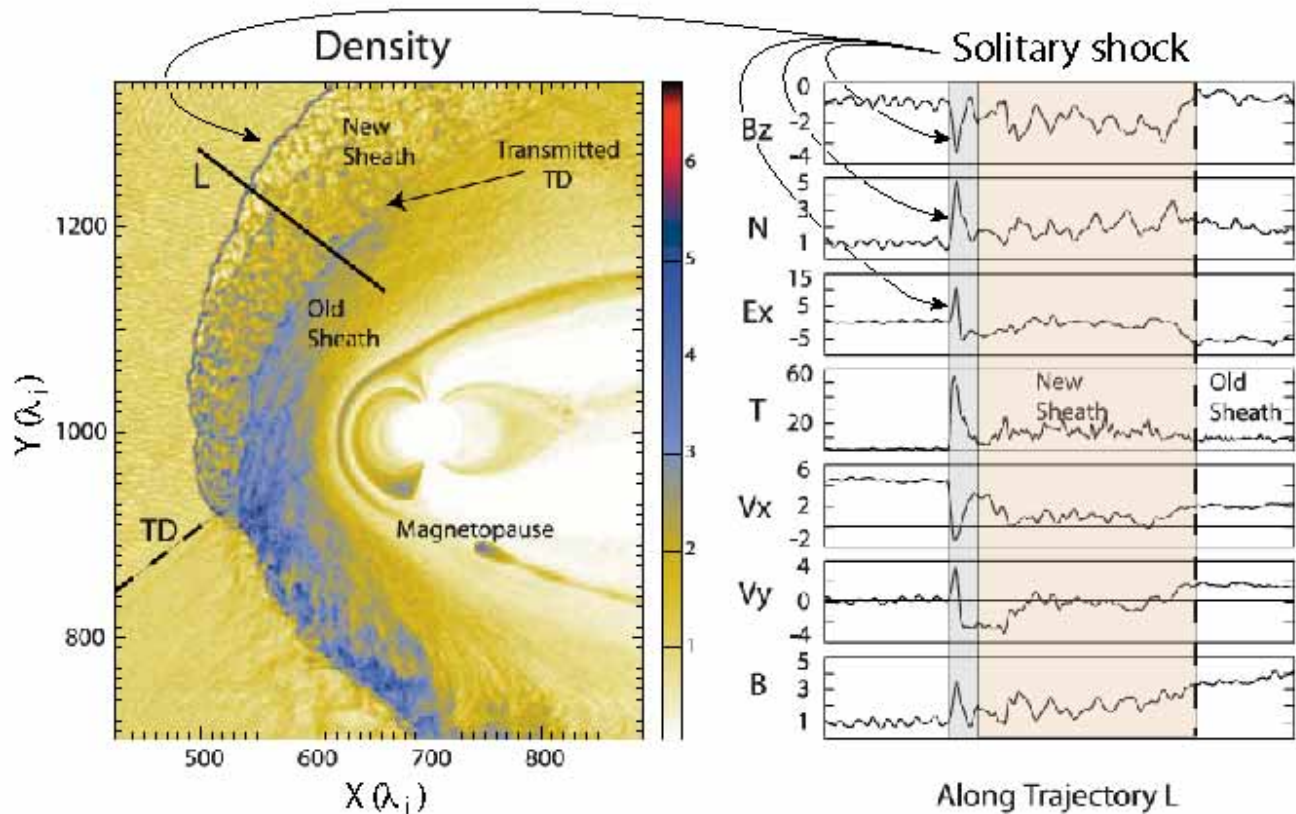 Density
Solitary shock
New
Sheath
L
Transmitted
TD
Old
Sheath
Magnetopause
TD
1200
1000
800
Y (λi)
500
600
700
800
X (λi)
6
5
4
3
2
1
Bz
0
-2
-4
N
5
3
1
Ex
15
5
-5
T
60
20
New
Sheath
Old
Sheath
Vx
6
2
-2
Vy
4
0
-4
B
5
3
1
Along Trajectory L